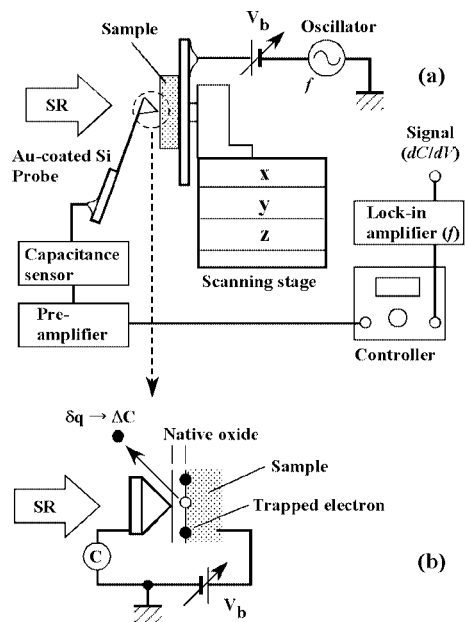 V_b
Oscillator
Sample
f
(a)
SR
Signal
(dC/dV)
Au-coated Si
Probe
x
y
z
Lock-in
amplifier (f)
Capacitance
sensor
Scanning stage
Pre-
amplifier
Controller
δq → ΔC
Native oxide
Sample
SR
Trapped electron
C
(b)
V_b